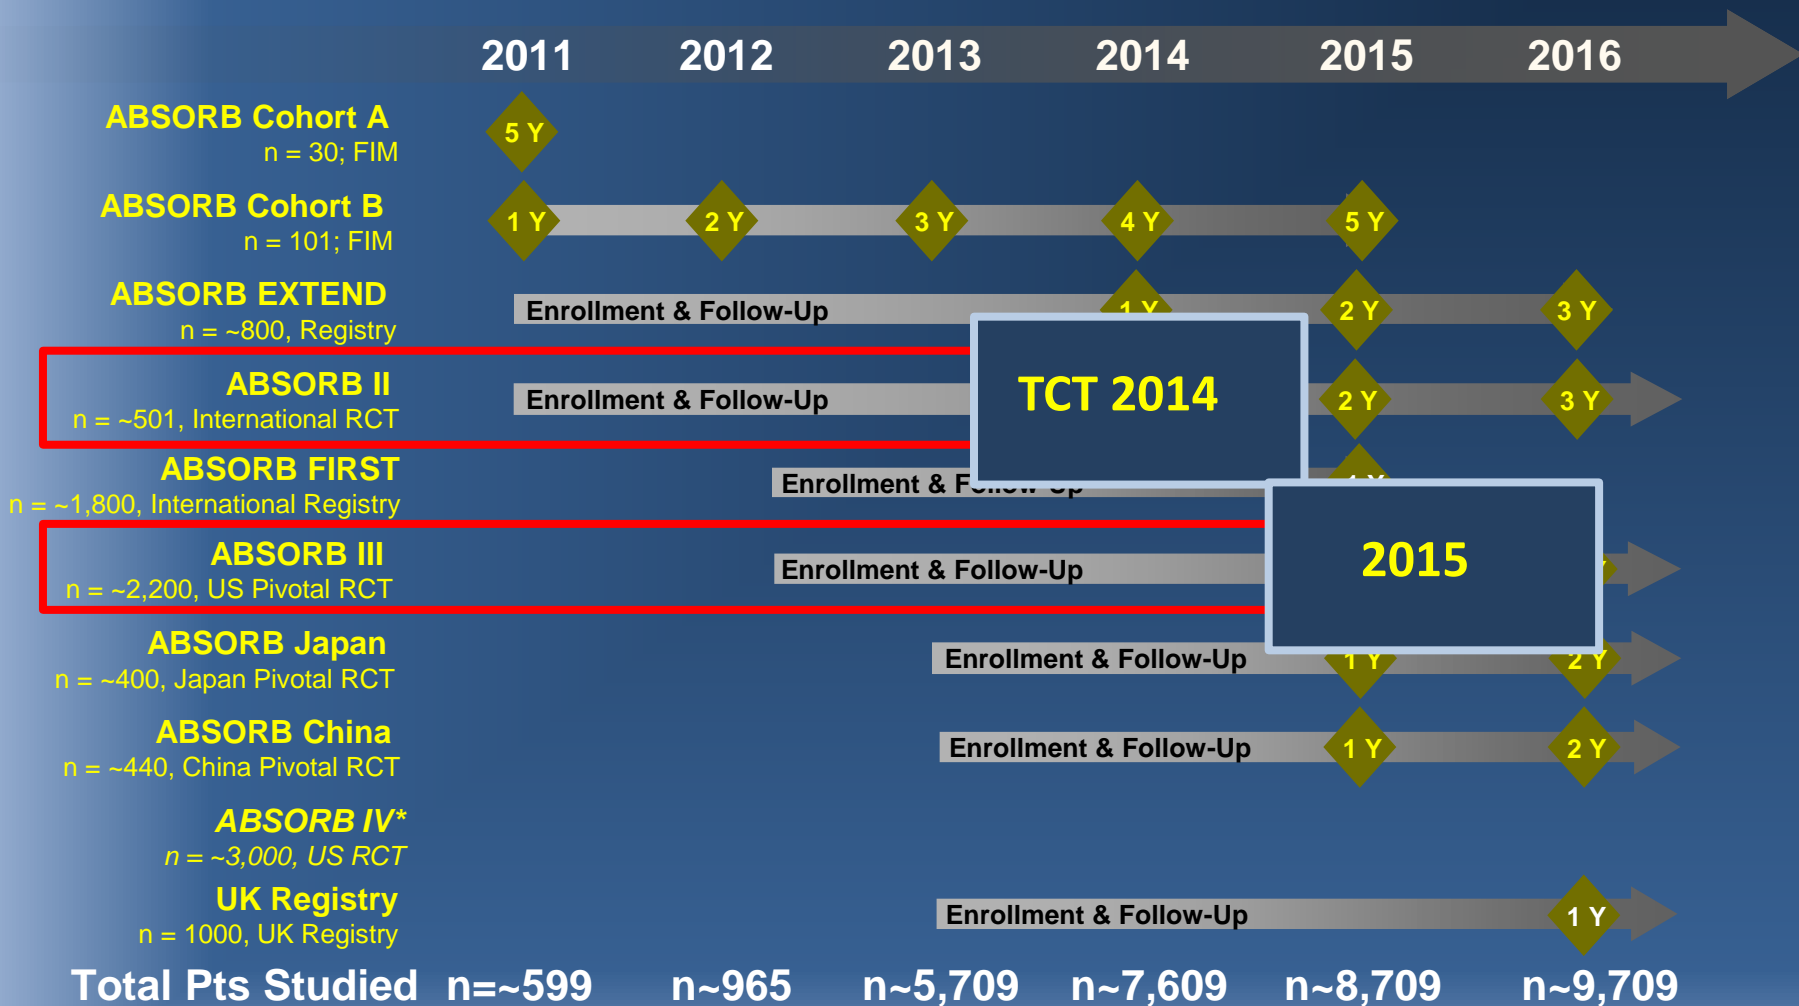 2011 2012 2013 2014 2015 2016
ABSORB Cohort A
n = 30; FIM
5 Y
ABSORB Cohort B
n = 101; FIM
1 Y 2 Y 3 Y 4 Y 5 Y
ABSORB EXTEND
n = ~800, Registry
Enrollment & Follow-Up 1 Y 2 Y 3 Y
ABSORB II
n = ~501, International RCT
Enrollment & Follow-Up TCT 2014 2 Y 3 Y
ABSORB FIRST
n = ~1,800, International Registry
Enrollment & Follow-Up
ABSORB III
n = ~2,200, US Pivotal RCT
Enrollment & Follow-Up 2015
ABSORB Japan
n = ~400, Japan Pivotal RCT
Enrollment & Follow-Up 1 Y 2 Y
ABSORB China
n = ~440, China Pivotal RCT
Enrollment & Follow-Up 1 Y 2 Y
ABSORB IV*
n = ~3,000, US RCT
UK Registry
n = 1000, UK Registry
Enrollment & Follow-Up 1 Y
Total Pts Studied n=~599 n~965 n~5,709 n~7,609 n~8,709 n~9,709